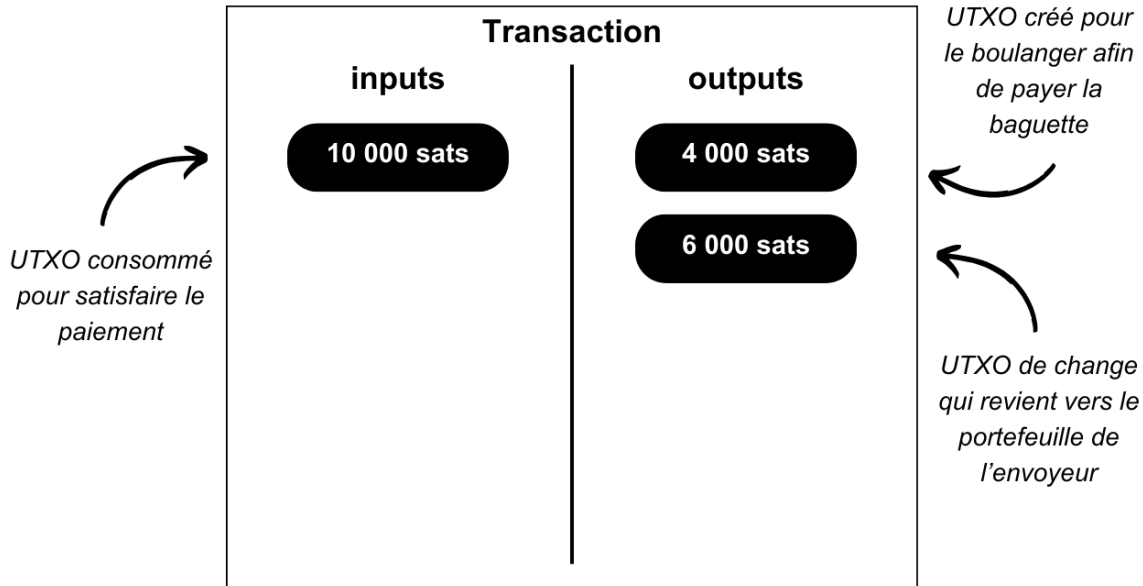 Transaction
inputs
outputs
10 000 sats
4 000 sats
6 000 sats
UTXO consommé
pour satisfaire le
paiement
UTXO créé pour
le boulanger afin
de payer la
baguette
UTXO de change
qui revient vers le
portefeuille de
l’envoyeur